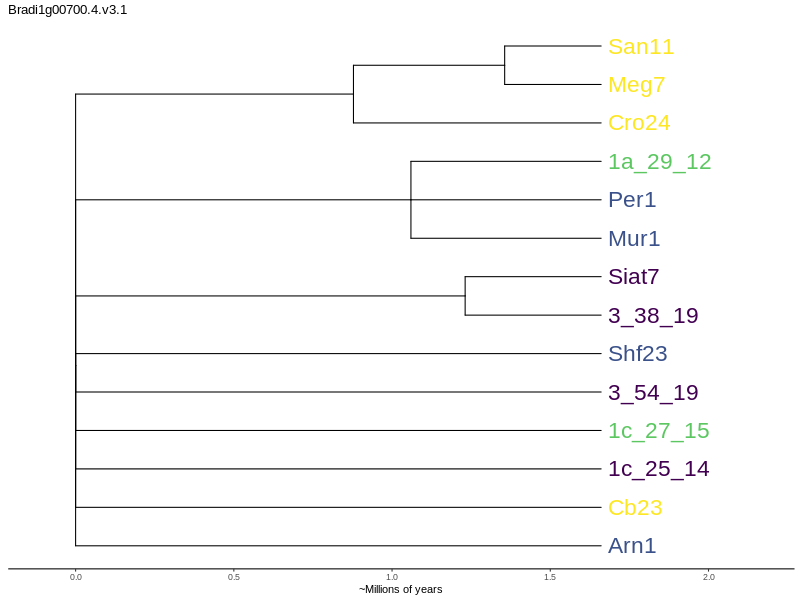 Bradi1g00700.4.v3.1
San11
Meg7
Cro24
1a_29_12
Per1
Mur1
Siat7
3_38_19
Shf23
3_54_19
1c_27_15
1c_25_14
Cb23
Arn1
0.0 0.5 1.0 1.5 2.0
~Millions of years